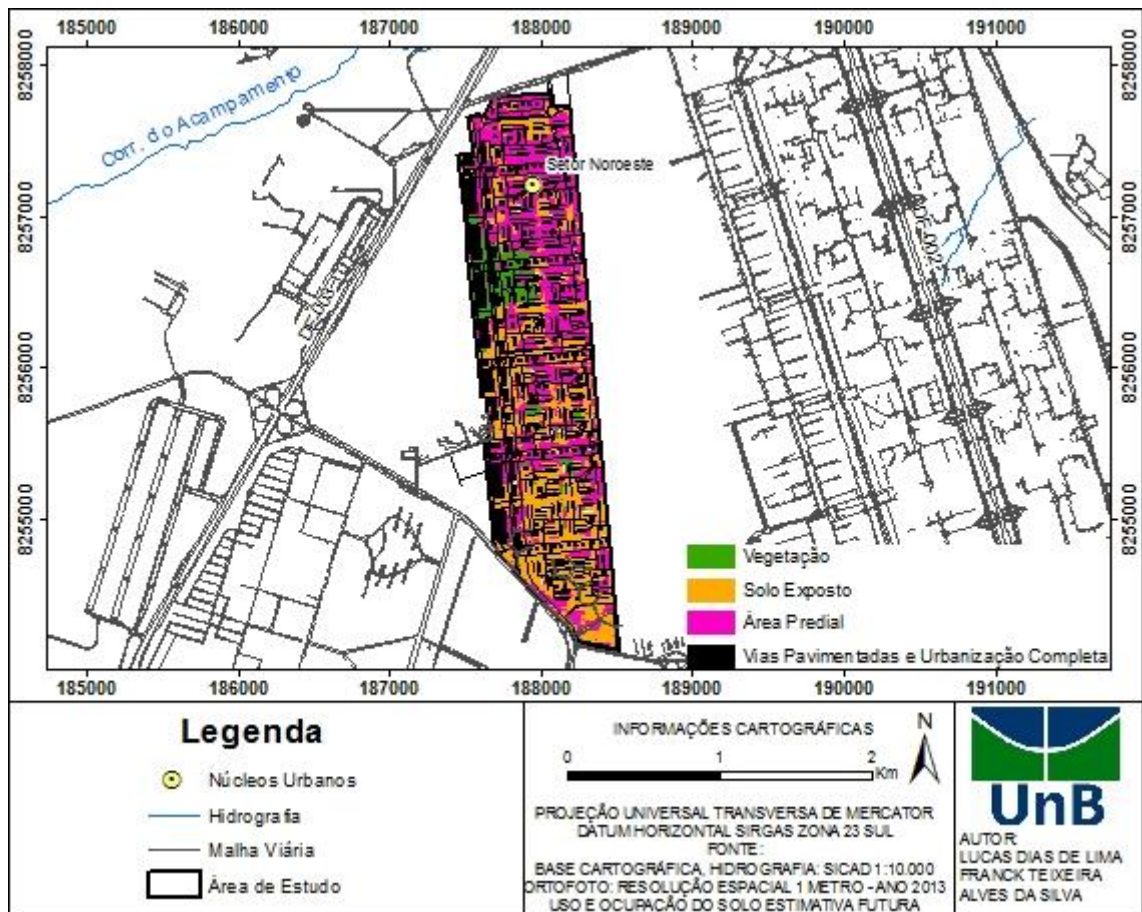 185000 186000 187000 188000 189000 190000 191000
8258000 8258000
Corr. do Acampamento
Setor Noroeste
8257000 8257000
8256000 8256000
8255000 8255000
Vegetação
Solo Exposto
Área Predial
Vias Pavimentadas e Urbanização Completa
185000 186000 187000 188000 189000 190000 191000
Legenda
Núcleos Urbanos
Hidrografia
Malha Viária
Área de Estudo
INFORMAÇÕES CARTOGRÁFICAS
N
0 1 2
Km
PROJEÇÃO UNIVERSAL TRANSVERSA DE MERCATOR
DATUM HORIZONTAL SIRGAS ZONA 23 SUL
FONTE:
BASE CARTOGRÁFICA, HIDROGRAFIA: SICAD 1:10.000
ORTOFOTO: RESOLUÇÃO ESPACIAL 1 METRO - ANO 2013
USO E OCUPAÇÃO DO SOLO ESTIMATIVA FUTURA
UnB
AUTOR:
LUCAS DIAS DE LIMA
FRANCK TEIXEIRA
ALVES DA SILVA